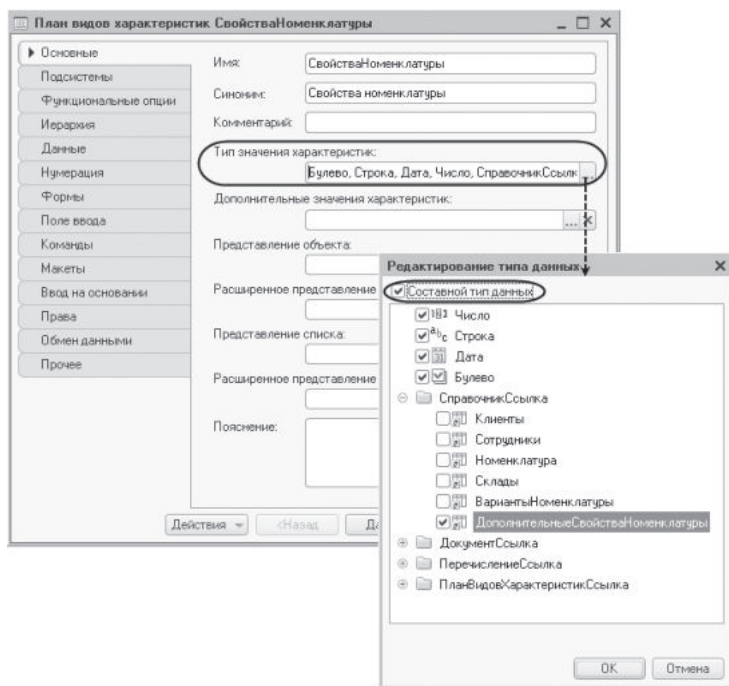 План видов характеристик СвойстваНоменклатуры
Основные
Подсистемы
Функциональные опции
Иерархия
Данные
Нумерация
Формы
Поле ввода
Команды
Макеты
Ввод на основании
Права
Обмен данными
Прочее
Имя:
СвойстваНоменклатуры
Синоним:
Свойства номенклатуры
Комментарий:
Тип значения характеристик:
Булево, Строка, Дата, Число, СправочникСсылк
...
Дополнительные значения характеристик:
...
Представление объекта:
Расширенное представление
Представление списка:
Расширенное представление
Пояснение:
Действия
<Назад
Да
Редактирование типа данных
Составной тип данных
Число
Строка
Дата
Булево
СправочникСсылка
Клиенты
Сотрудники
Номенклатура
Склады
ВариантыНоменклатуры
ДополнительныеСвойстваНоменклатуры
ДокументСсылка
ПеречислениеСсылка
ПланВидовХарактеристикСсылка
OK
Отмена